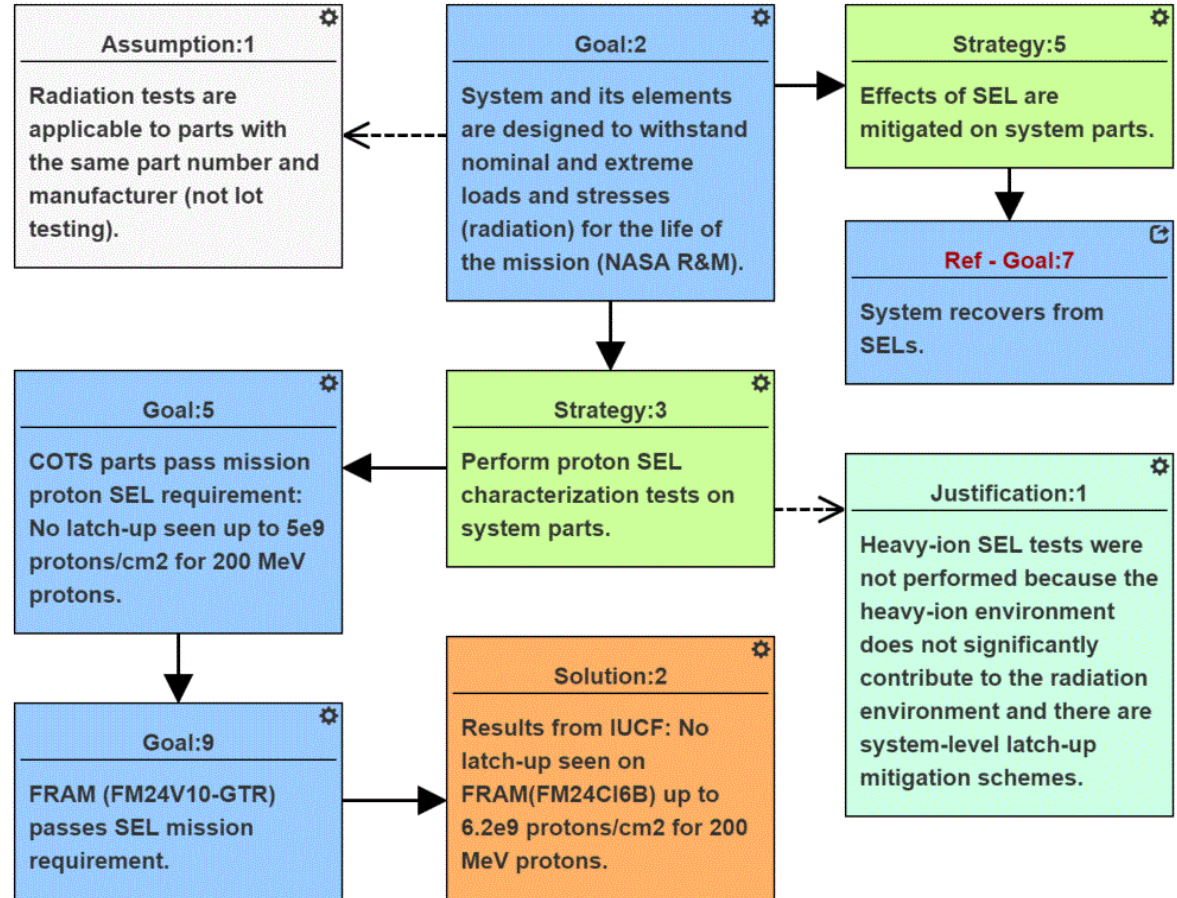 Assumption:1
Radiation tests are
applicable to parts with
the same part number and
manufacturer (not lot
testing).
Goal:2
System and its elements
are designed to withstand
nominal and extreme
loads and stresses
(radiation) for the life of
the mission (NASA R&M).
Strategy:5
Effects of SEL are
mitigated on system parts.
Ref - Goal:7
System recovers from
SELs.
Goal:5
COTS parts pass mission
proton SEL requirement:
No latch-up seen up to 5e9
protons/cm2 for 200 MeV
protons.
Strategy:3
Perform proton SEL
characterization tests on
system parts.
Justification:1
Heavy-ion SEL tests were
not performed because the
heavy-ion environment
does not significantly
contribute to the radiation
environment and there are
system-level latch-up
mitigation schemes.
Goal:9
FRAM (FM24V10-GTR)
passes SEL mission
requirement.
Solution:2
Results from IUCF: No
latch-up seen on
FRAM(FM24CI6B) up to
6.2e9 protons/cm2 for 200
MeV protons.